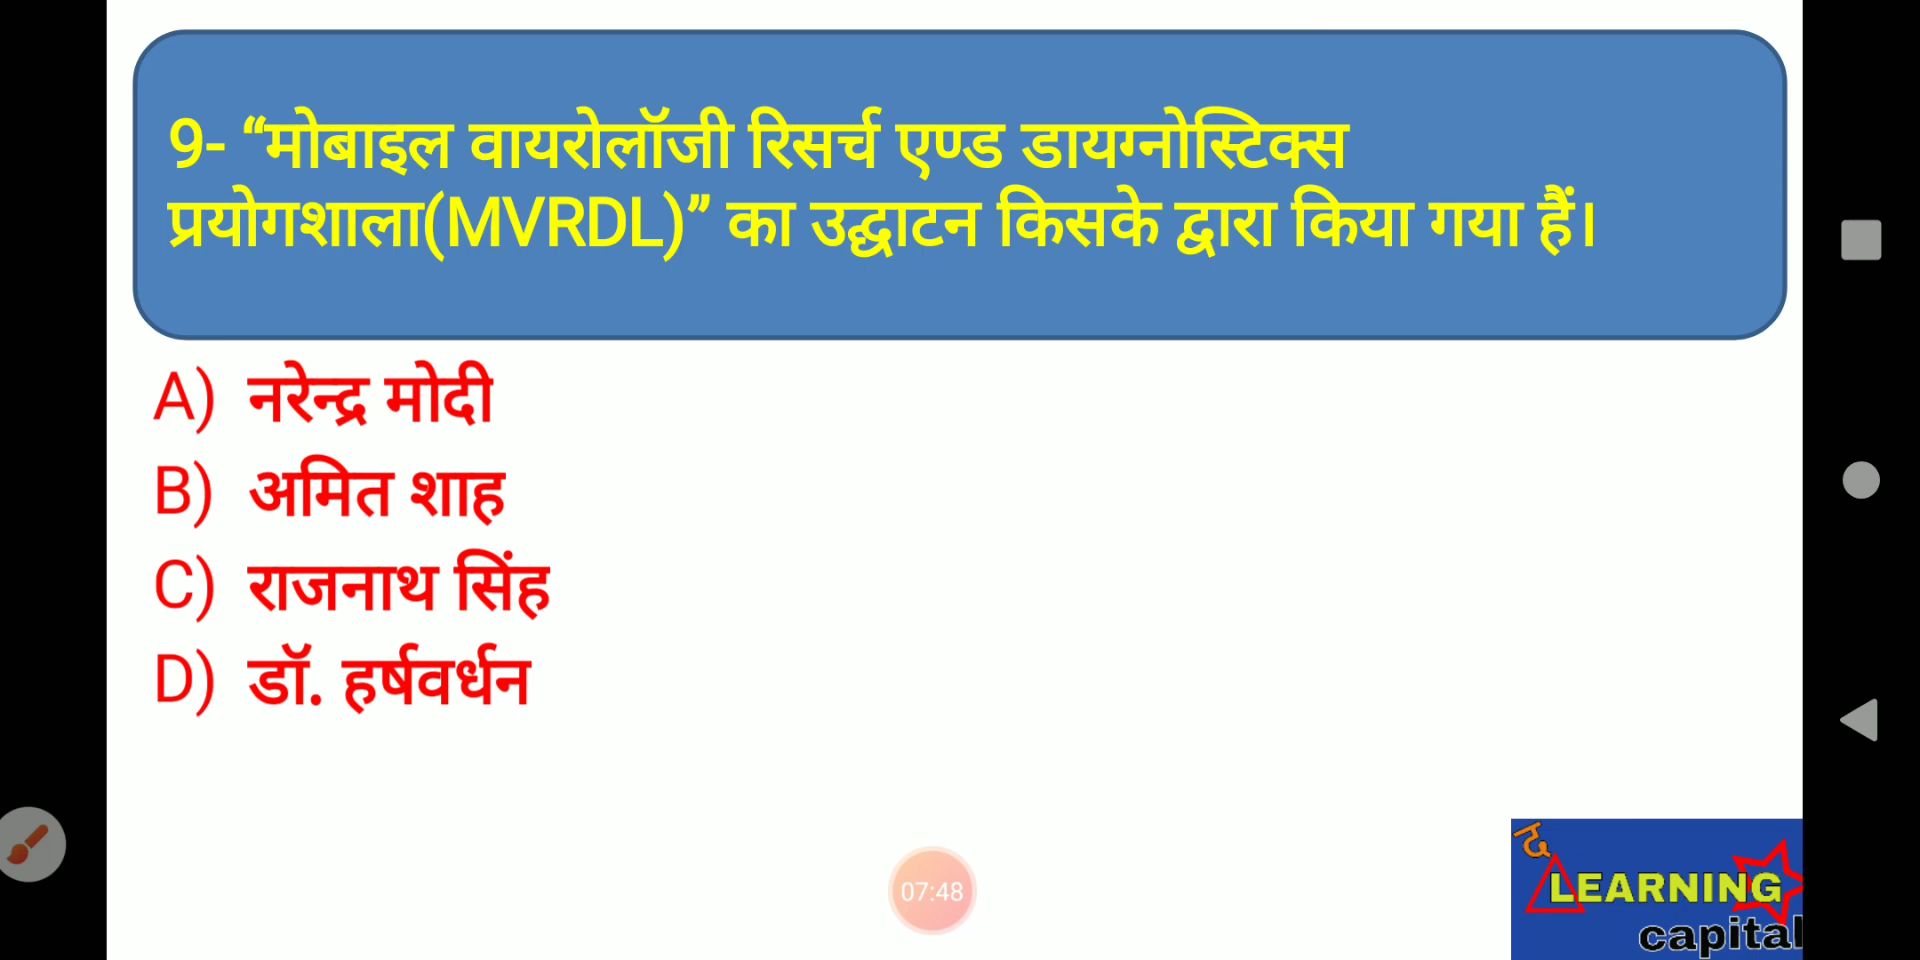 9- “मोबाइल वायरोलॉजी रिसर्च एण्ड डायग्नोस्टिक्स
प्रयोगशाला(MVRDL)” का उद्घाटन किसके द्वारा किया गया हैं।
A) नरेन्द्र मोदी
B) अमित शाह
C) राजनाथ सिंह
D) डॉ. हर्षवर्धन
07:48
द
LEARNING
capital